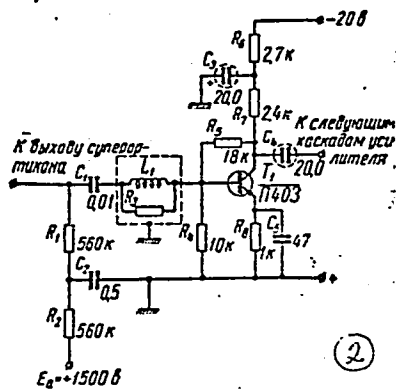 −20 в
R6
2,7к
C3
+
20,0
R7
2,4к
К выходу суперор-
тикона
К следующим
каскадам уси-
лителя
R5
18к
C4
20,0
L1
C1
0,01
R3
T1
П403
R1
560к
R4
10к
R8
1к
C5
47
C2
0,5
+
R2
560к
Eа=+1500 в
2